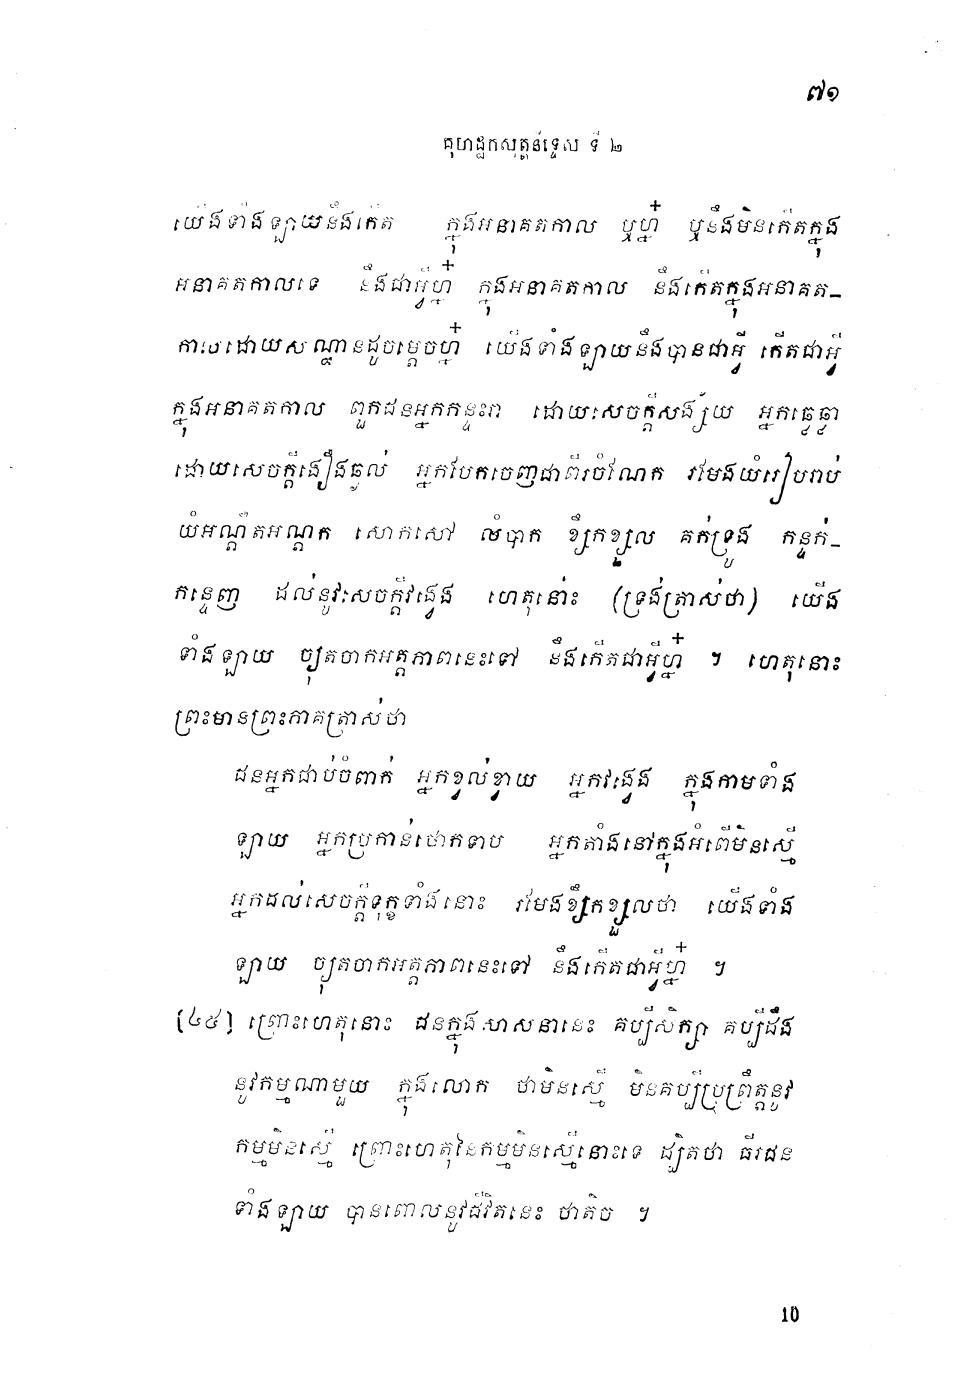 ៧១
គុហដ្ឋកសុត្តនិទ្ទេស ទី ២
យើងទាំងឡាយនឹងកើត ក្នុងអនាគតកាល ឬហ្ន៎ ឬនឹងមិនកើតក្នុង
អនាគតកាលទេ នឹងជាអ្វីហ្ន៎ ក្នុងអនាគតកាល នឹងកើតក្នុងអនាគត-
កាលដោយសណ្ឋានដូចម្តេចហ្ន៎ យើងទាំងឡាយនឹងបានជាអ្វី កើតជាអ្វី
ក្នុងអនាគតកាល ពួកជនអ្នកកន្ទុះរា ដោយសេចក្តីសង្ស័យ អ្នកធ្វេធ្វា
ដោយសេចក្តីងឿងឆ្ងល់ អ្នកបែកចេញជាពីរចំណែក រមែងយំរៀបរាប់
យំអណ្តឺតអណ្តក សោកសៅ លំបាក ខ្សឹកខ្សួល គក់ទ្រូង កន្ទក់-
កន្ទេញ ដល់នូវសេចក្តីវង្វេង ហេតុនោះ (ទ្រង់ត្រាស់ថា) យើង
ទាំងឡាយ ច្យុតចាកអត្តភាពនេះទៅ នឹងកើតជាអ្វីហ្ន៎ ។ ហេតុនោះ
ព្រះមានព្រះភាគត្រាស់ថា
ជនអ្នកជាប់ចំពាក់ អ្នកខ្វល់ខ្វាយ អ្នកវង្វេង ក្នុងកាមទាំង
ឡាយ អ្នកប្រកាន់ថោកទាប អ្នកតាំងនៅក្នុងអំពើមិនស្មើ
អ្នកដល់សេចក្តីទុក្ខទាំងនោះ រមែងខ្សឹកខ្សួលថា យើងទាំង
ឡាយ ច្យុតចាកអត្តភាពនេះទៅ នឹងកើតជាអ្វីហ្ន៎ ។
[៤៥] ព្រោះហេតុនោះ ជនក្នុងសាសនានេះ គប្បីសិក្សា គប្បីដឹង
នូវកម្មណាមួយ ក្នុងលោក ថាមិនស្មើ មិនគប្បីប្រព្រឹត្តនូវ
កម្មមិនស្មើ ព្រោះហេតុនៃកម្មមិនស្មើនោះទេ ដ្បិតថា ធីរជន
ទាំងឡាយ បានពោលនូវជីវិតនេះ ថាតិច ។
10